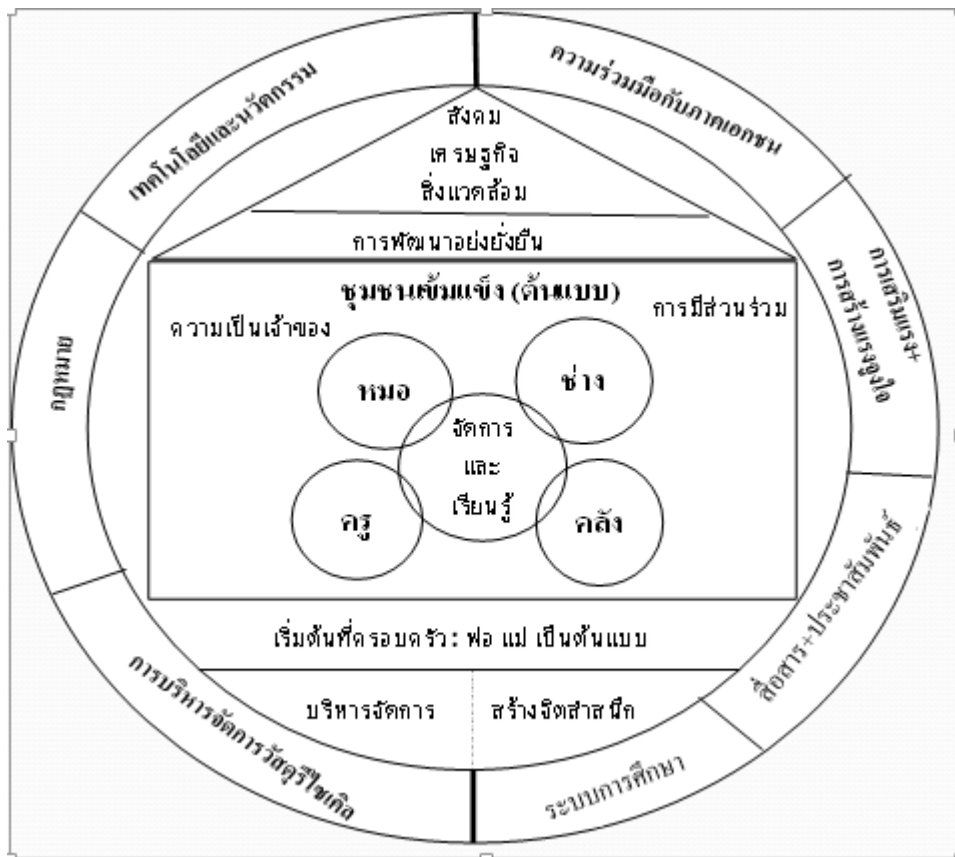 เทคโนโลยีและนวัตกรรม
ความร่วมมือกับภาคเอกชน
สังคม
เศรษฐกิจ
สิ่งแวดล้อม
การพัฒนาอย่งยั่งยืน
ชุมชนเข้มแข็ง (ต้นแบบ)
ความเป็นเจ้าของ
การมีส่วนร่วม
หมอ
ช่าง
จัดการ
และ
เรียนรู้
ครู
คลัง
เริ่มต้นที่ครอบครัว: พ่อ แม่ เป็นต้นแบบ
บริหารจัดการ
สร้างจิตสำสนึก
กฎหมาย
การเสริมแรง+
การสร้างแรงจูงใจ
สื่อสาร+ประชาสัมพันธ์
การบริหารจัดการวัสดุรีไซเคิล
ระบบการศึกษา